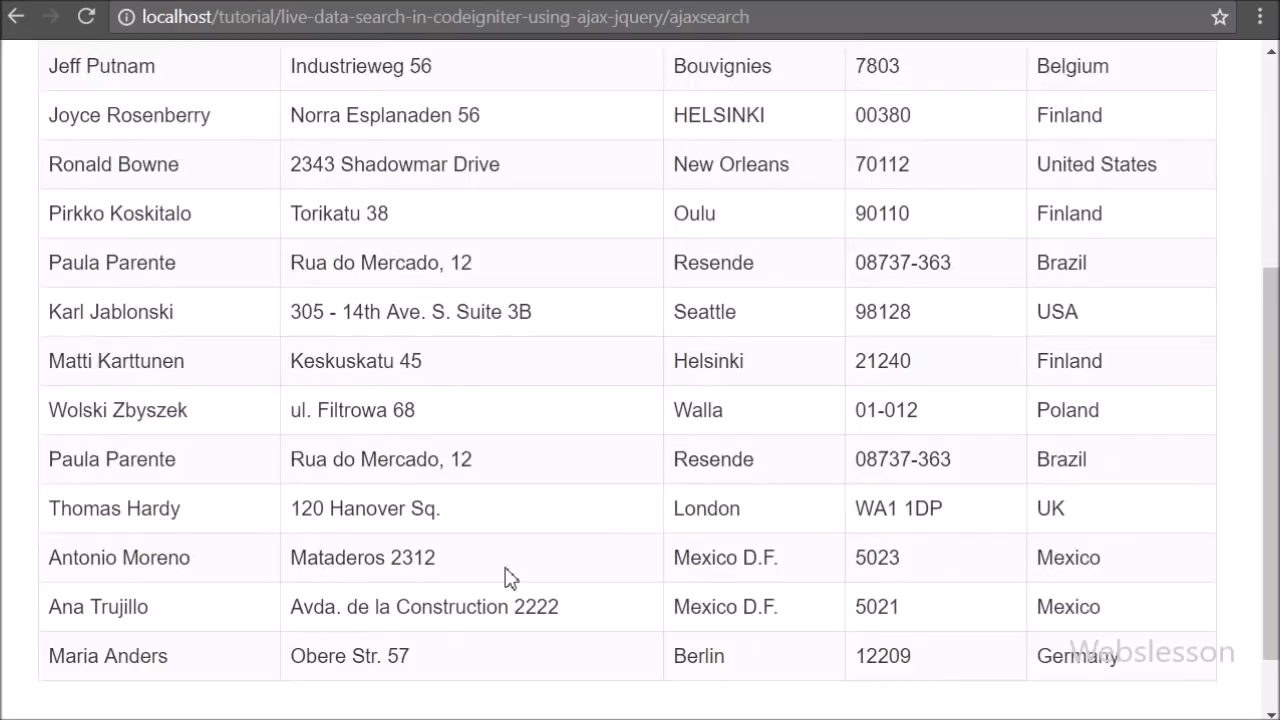 localhost/tutorial/live-data-search-in-codeigniter-using-ajax-jquery/ajaxsearch
Jeff Putnam Industrieweg 56 Bouvignies 7803 Belgium
Joyce Rosenberry Norra Esplanaden 56 HELSINKI 00380 Finland
Ronald Bowne 2343 Shadowmar Drive New Orleans 70112 United States
Pirkko Koskitalo Torikatu 38 Oulu 90110 Finland
Paula Parente Rua do Mercado, 12 Resende 08737-363 Brazil
Karl Jablonski 305 - 14th Ave. S. Suite 3B Seattle 98128 USA
Matti Karttunen Keskuskatu 45 Helsinki 21240 Finland
Wolski Zbyszek ul. Filtrowa 68 Walla 01-012 Poland
Paula Parente Rua do Mercado, 12 Resende 08737-363 Brazil
Thomas Hardy 120 Hanover Sq. London WA1 1DP UK
Antonio Moreno Mataderos 2312 Mexico D.F. 5023 Mexico
Ana Trujillo Avda. de la Construction 2222 Mexico D.F. 5021 Mexico
Maria Anders Obere Str. 57 Berlin 12209 Germany
Webslesson